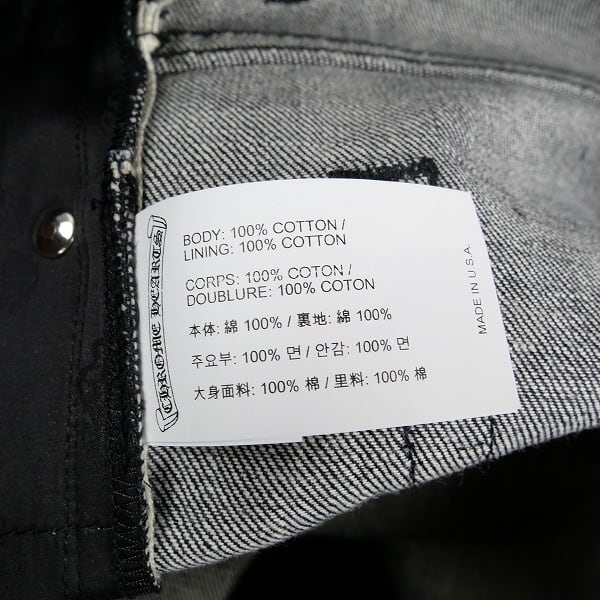 CHROME HEARTS
BODY: 100% COTTON /
LINING: 100% COTTON
CORPS: 100% COTON /
DOUBLURE: 100% COTON
本体: 綿 100% / 裏地: 綿 100%
주요부: 100% 면 / 안감: 100% 면
大身面料: 100% 棉 / 里料: 100% 棉
MADE IN U.S.A.